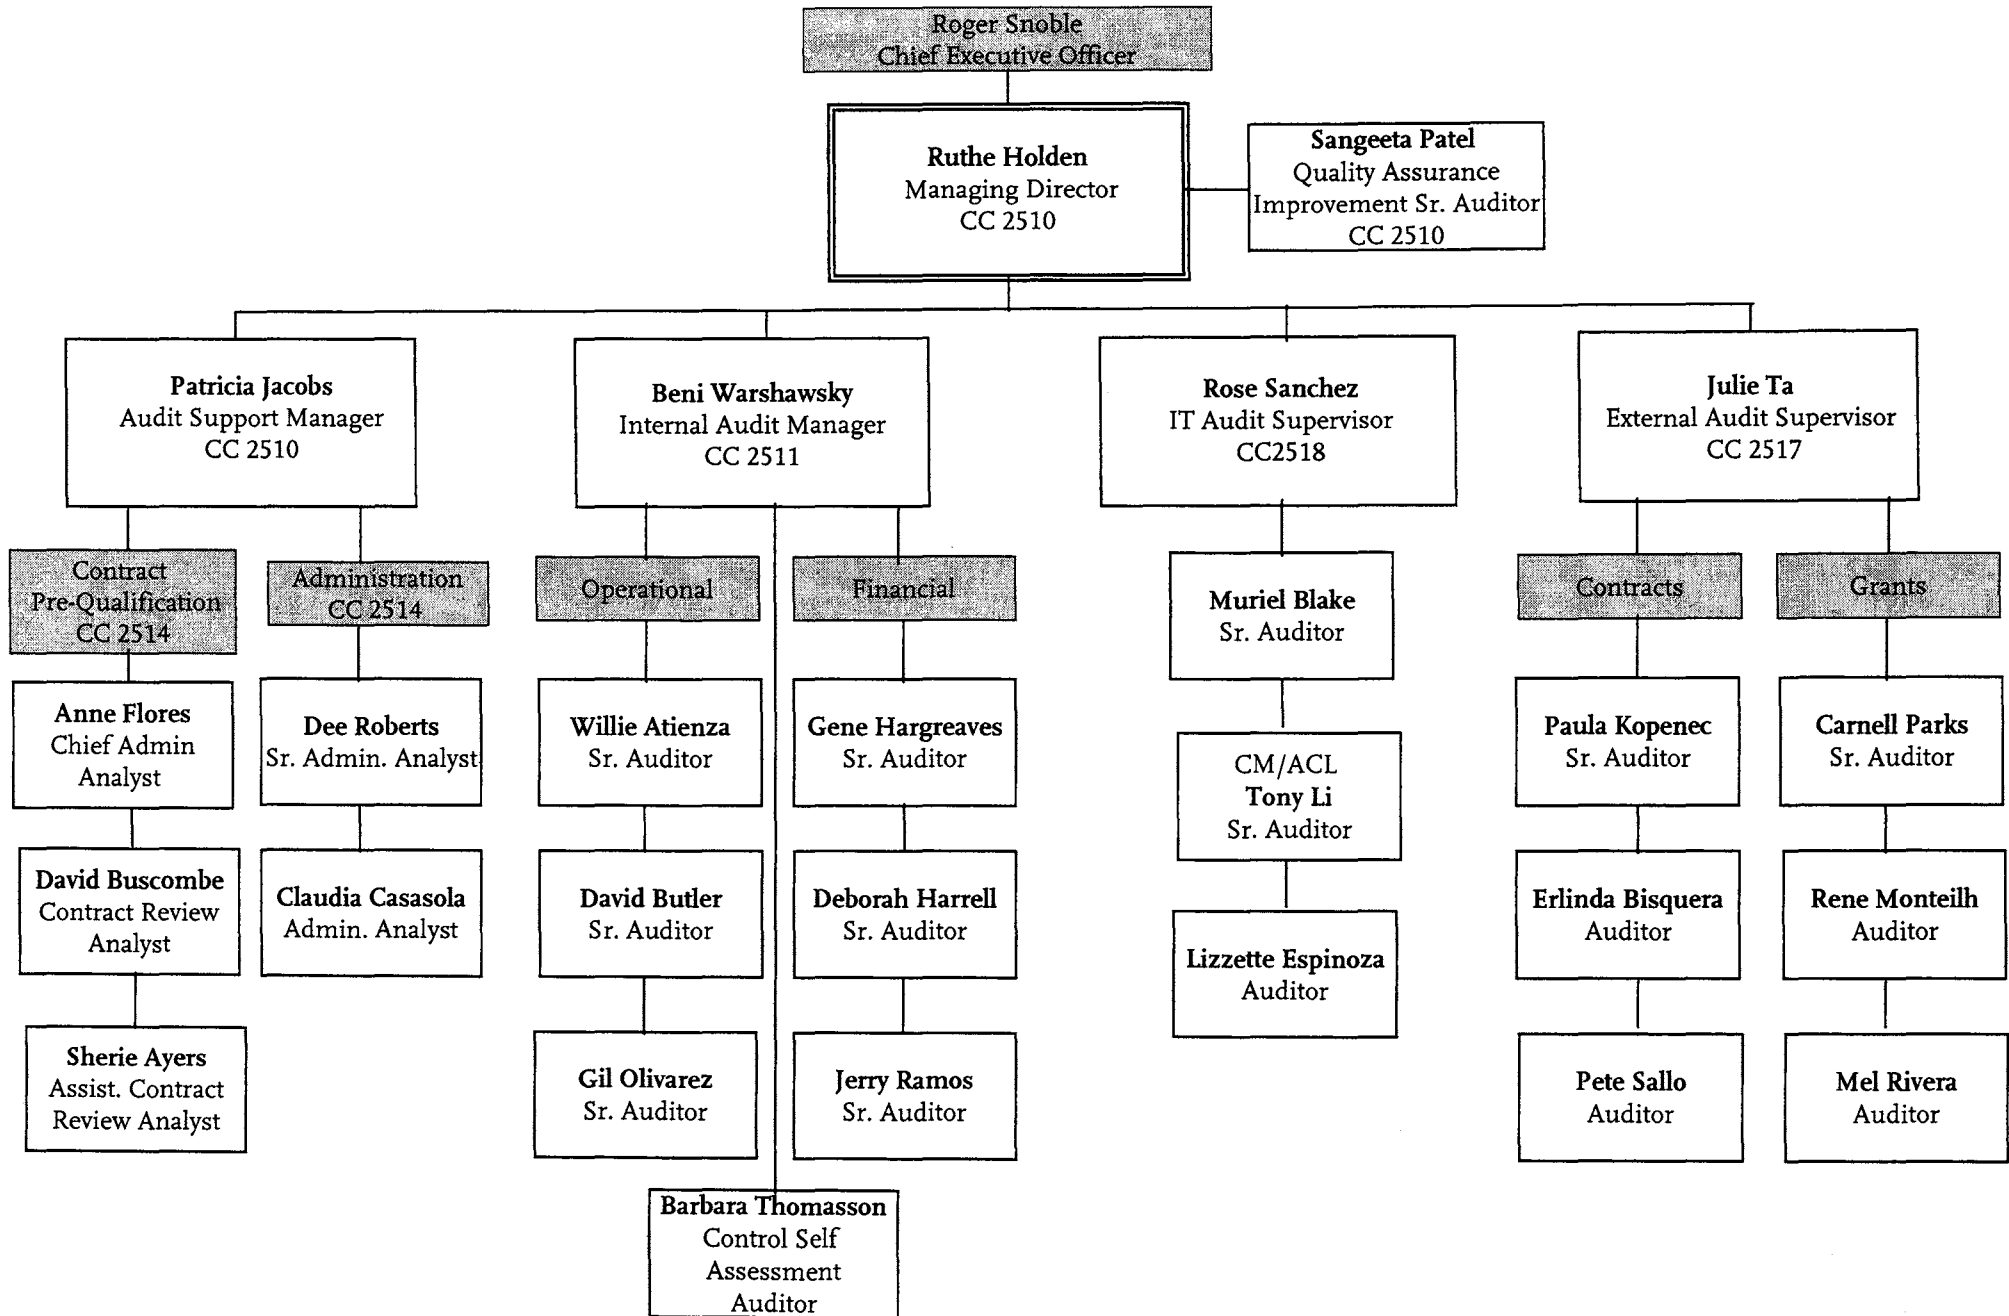 Roger Snoble
Chief Executive Officer
Ruthe Holden
Managing Director
CC 2510
Sangeeta Patel
Quality Assurance
Improvement Sr. Auditor
CC 2510
Patricia Jacobs
Audit Support Manager
CC 2510
Beni Warshawsky
Internal Audit Manager
CC 2511
Rose Sanchez
IT Audit Supervisor
CC2518
Julie Ta
External Audit Supervisor
CC 2517
Contract
Pre-Qualification
CC 2514
Administration
CC 2514
Operational
Financial
Contracts
Grants
Anne Flores
Chief Admin
Analyst
David Buscombe
Contract Review
Analyst
Sherie Ayers
Assist. Contract
Review Analyst
Dee Roberts
Sr. Admin. Analyst
Claudia Casasola
Admin. Analyst
Willie Atienza
Sr. Auditor
David Butler
Sr. Auditor
Gil Olivarez
Sr. Auditor
Gene Hargreaves
Sr. Auditor
Deborah Harrell
Sr. Auditor
Jerry Ramos
Sr. Auditor
Barbara Thomasson
Control Self
Assessment
Auditor
Muriel Blake
Sr. Auditor
CM/ACL
Tony Li
Sr. Auditor
Lizzette Espinoza
Auditor
Paula Kopenec
Sr. Auditor
Erlinda Bisquera
Auditor
Pete Sallo
Auditor
Carnell Parks
Sr. Auditor
Rene Monteilh
Auditor
Mel Rivera
Auditor